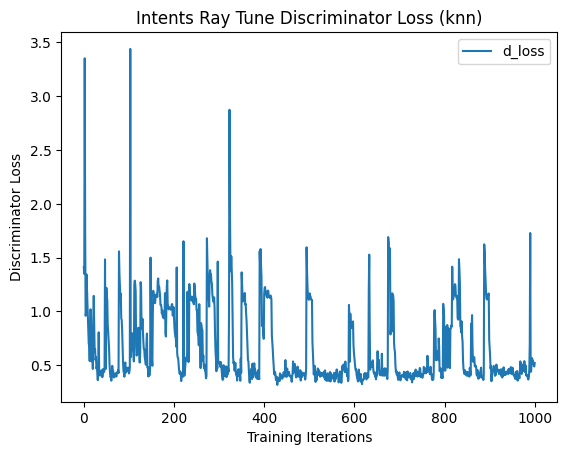 Intents Ray Tune Discriminator Loss (knn)
d_loss
3.5
3.0
2.5
2.0
1.5
1.0
0.5
Discriminator Loss
0 200 400 600 800 1000
Training Iterations